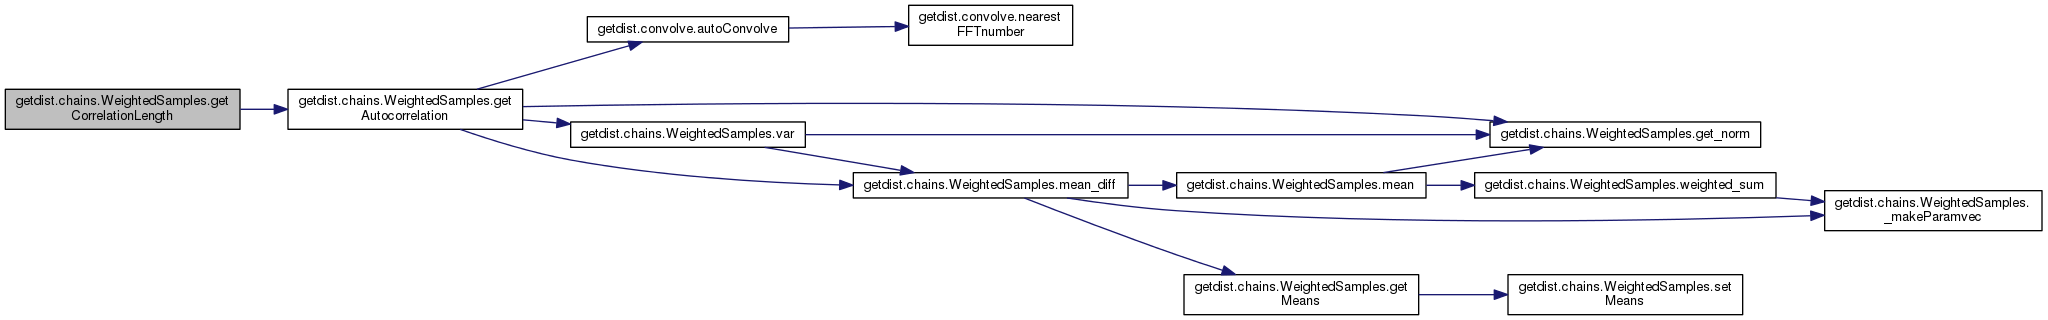 getdist.chains.WeightedSamples.get
CorrelationLength
getdist.chains.WeightedSamples.get
Autocorrelation
getdist.convolve.autoConvolve
getdist.convolve.nearest
FFTnumber
getdist.chains.WeightedSamples.var
getdist.chains.WeightedSamples.get_norm
getdist.chains.WeightedSamples.mean_diff
getdist.chains.WeightedSamples.mean
getdist.chains.WeightedSamples.weighted_sum
getdist.chains.WeightedSamples.
_makeParamvec
getdist.chains.WeightedSamples.get
Means
getdist.chains.WeightedSamples.set
Means